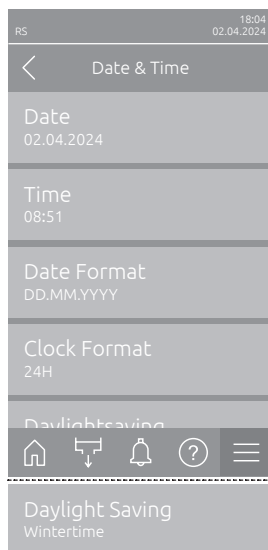 18:04
RS 02.04.2024
Date & Time
Date
02.04.2024
Time
08:51
Date Format
DD.MM.YYYY
Clock Format
24H
Daylightsaving
?
Daylight Saving
Wintertime